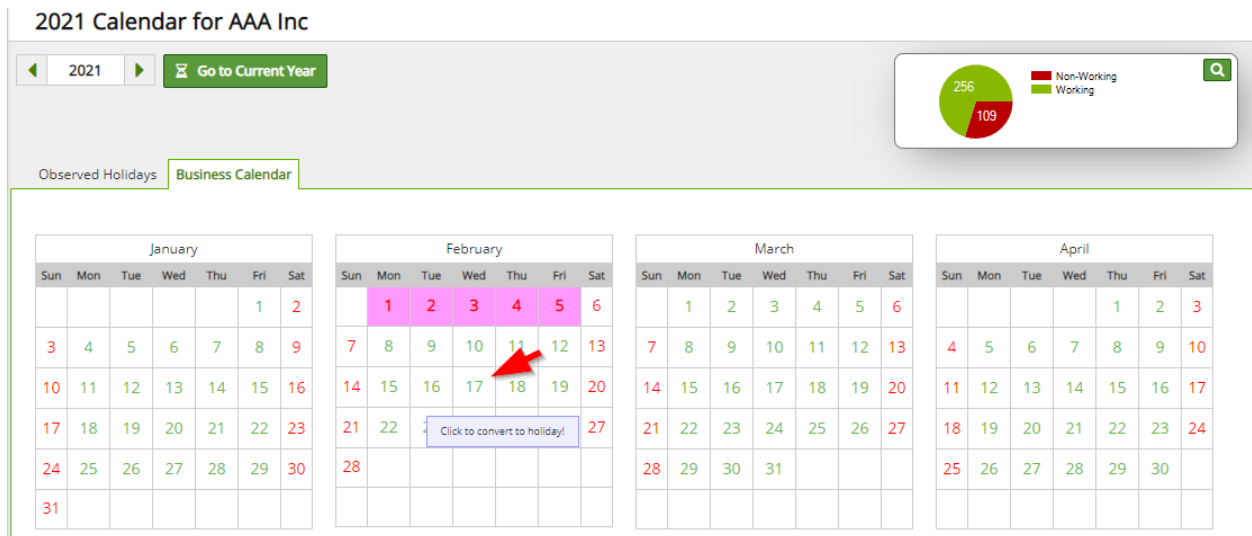 2021 Calendar for AAA Inc
2021
Go to Current Year
256
109
Non-Working
Working
Observed Holidays
Business Calendar
January
Sun Mon Tue Wed Thu Fri Sat
1 2
3 4 5 6 7 8 9
10 11 12 13 14 15 16
17 18 19 20 21 22 23
24 25 26 27 28 29 30
31
February
Sun Mon Tue Wed Thu Fri Sat
1 2 3 4 5 6
7 8 9 10 11 12 13
14 15 16 17 18 19 20
21 22 27
Click to convert to holiday!
28
March
Sun Mon Tue Wed Thu Fri Sat
1 2 3 4 5 6
7 8 9 10 11 12 13
14 15 16 17 18 19 20
21 22 23 24 25 26 27
28 29 30 31
April
Sun Mon Tue Wed Thu Fri Sat
1 2 3
4 5 6 7 8 9 10
11 12 13 14 15 16 17
18 19 20 21 22 23 24
25 26 27 28 29 30